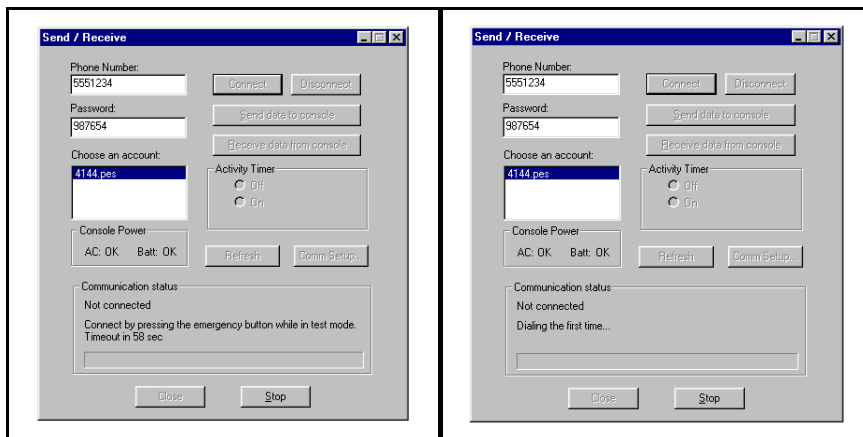 Send / Receive
Phone Number:
5551234
Connect
Disconnect
Password:
987654
Send data to console
Receive data from console
Choose an account:
4144.pes
Activity Timer
Off
On
Console Power
AC: OK Batt: OK
Refresh
Comm Setup...
Communication status
Not connected
Connect by pressing the emergency button while in test mode.
Timeout in 58 sec
Close
Stop
Send / Receive
Phone Number:
5551234
Connect
Disconnect
Password:
987654
Send data to console
Receive data from console
Choose an account:
4144.pes
Activity Timer
Off
On
Console Power
AC: OK Batt: OK
Refresh
Comm Setup...
Communication status
Not connected
Dialing the first time...
Close
Stop